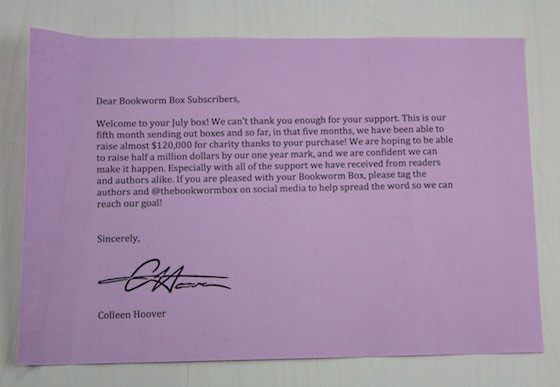 Dear Bookworm Box Subscribers,
Welcome to your July box! We can't thank you enough for your support. This is our
fifth month sending out boxes and so far, in that five months, we have been able to
raise almost $120,000 for charity thanks to your purchase! We are hoping to be able
to raise half a million dollars by our one year mark, and we are confident we can
make it happen. Especially with all of the support we have received from readers
and authors alike. If you are pleased with your Bookworm Box, please tag the
authors and @thebookwormbox on social media to help spread the word so we can
reach our goal!
Sincerely,
CHoover
Colleen Hoover